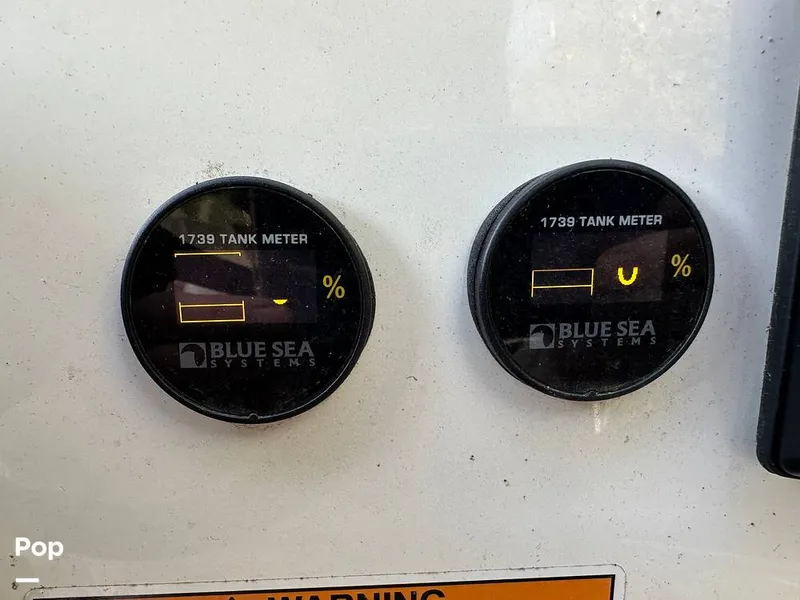 1739 TANK METER
%
BLUE SEA
SYSTEMS
1739 TANK METER
%
BLUE SEA
SYSTEMS
Pop
WARNING